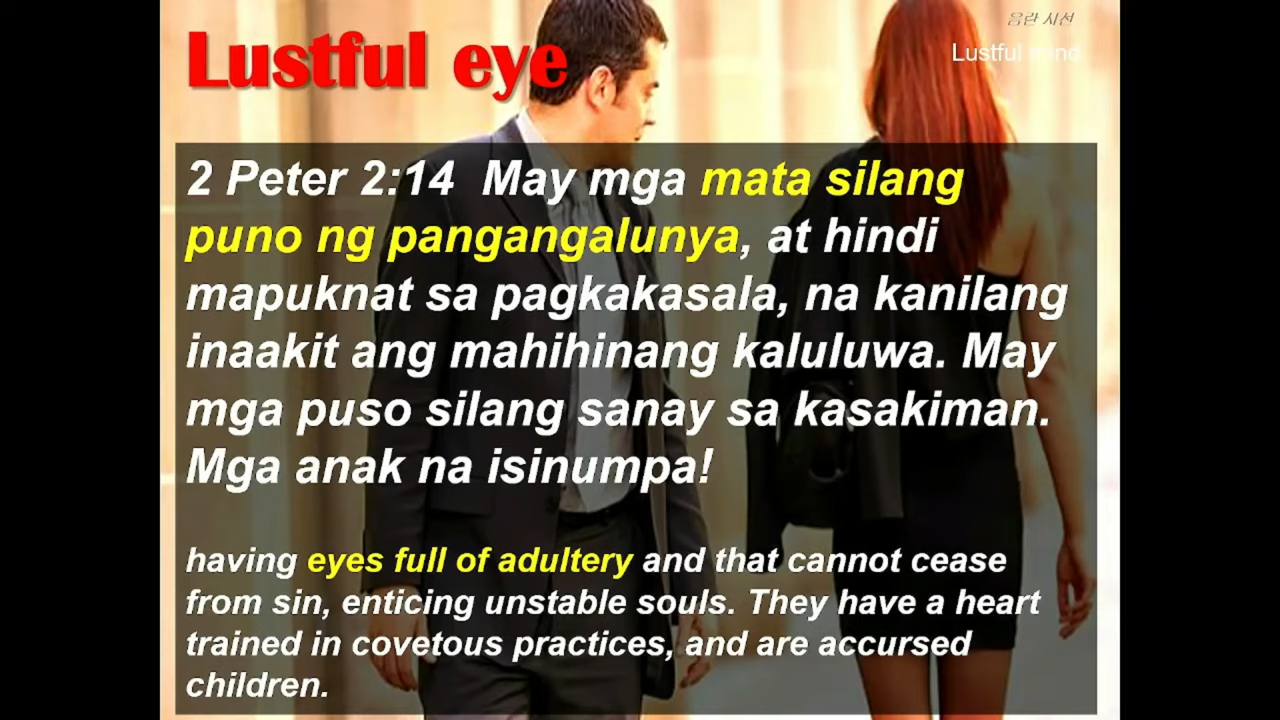 음란 시선
Lustful eye
Lustful mind
2 Peter 2:14 May mga mata silang
puno ng pangangalunya, at hindi
mapuknat sa pagkakasala, na kanilang
inaakit ang mahihinang kaluluwa. May
mga puso silang sanay sa kasakiman.
Mga anak na isinumpa!
having eyes full of adultery and that cannot cease
from sin, enticing unstable souls. They have a heart
trained in covetous practices, and are accursed
children.